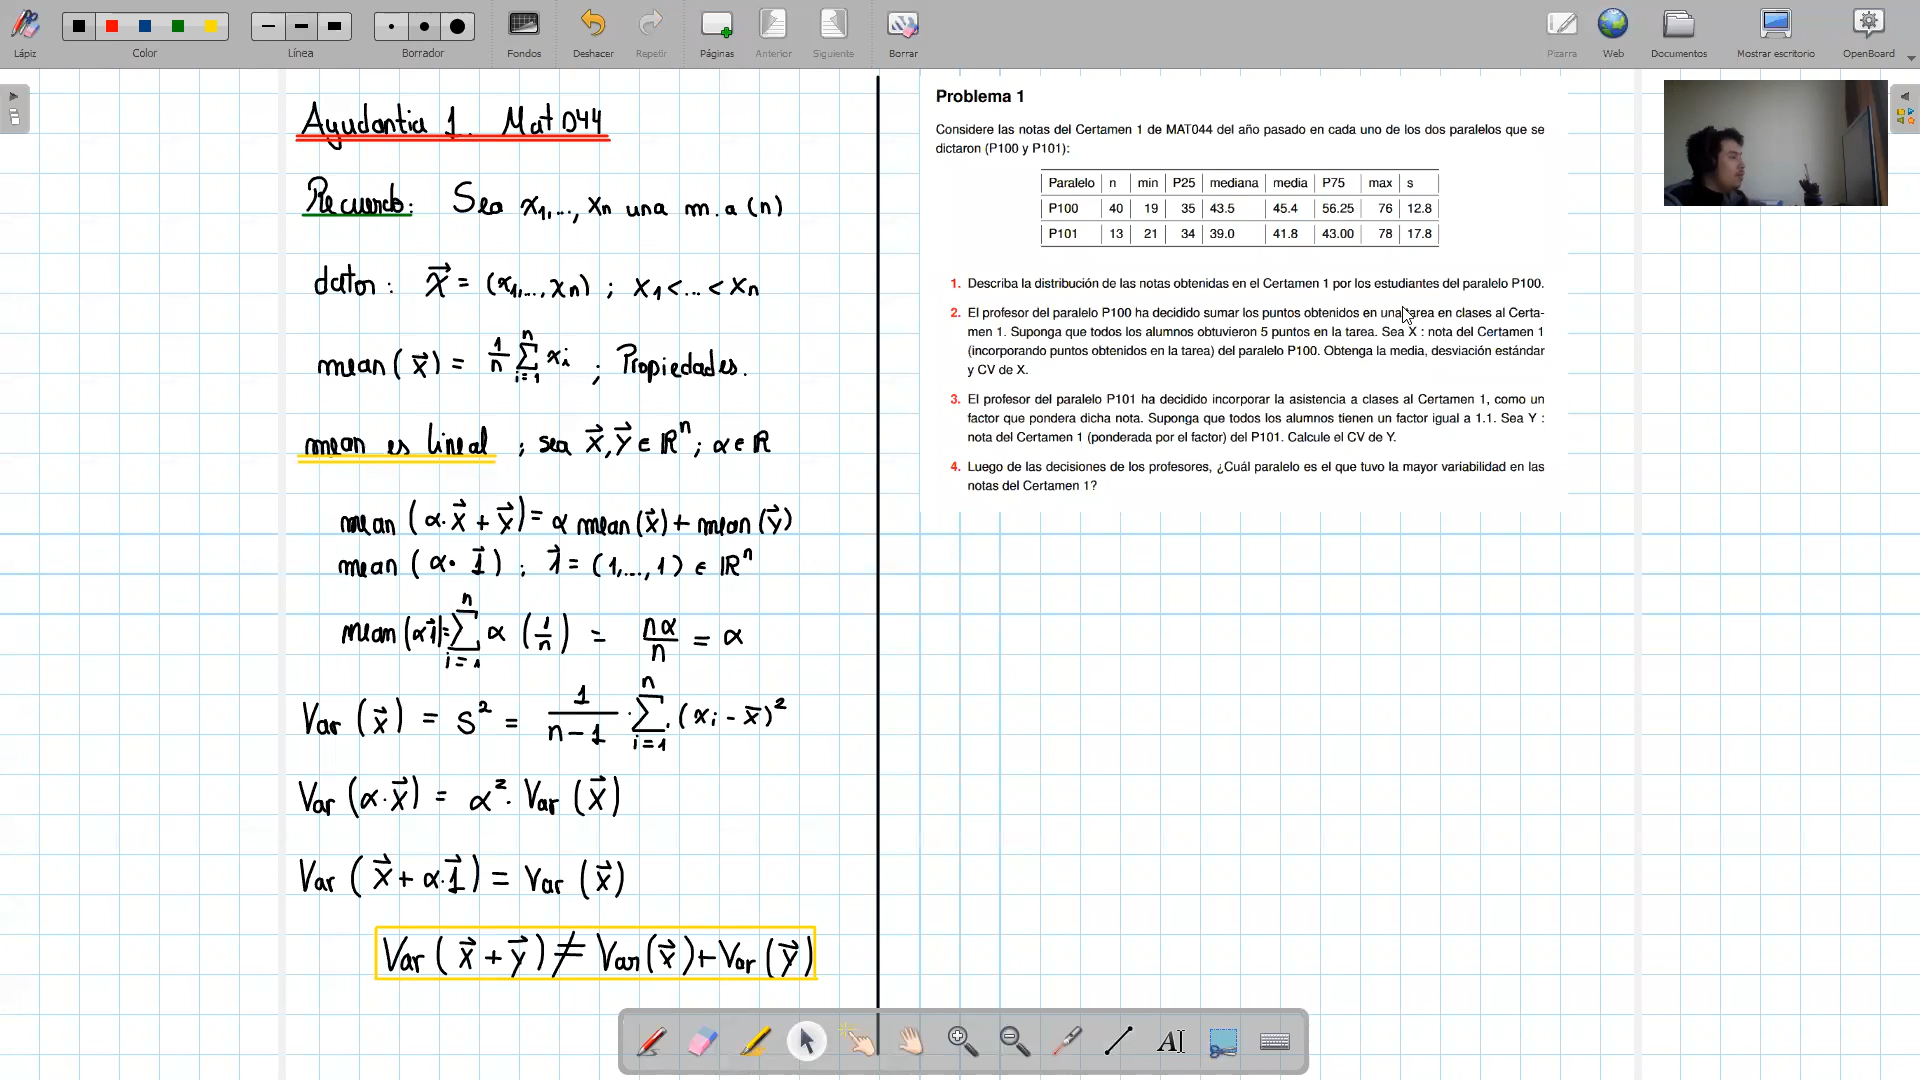 Lápiz
Color
Línea
Borrador
Fondos
Deshacer
Repetir
Páginas
Anterior
Siguiente
Borrar
Pizarra
Web
Documentos
Mostrar escritorio
OpenBoard
Ayudantia 1. Mat 044
Recuerdo: Sea x1,..., xn una m.a (n)
datos: x⃗ = (x1,..., xn) ; x1 < ... < xn
mean (x⃗) = 1/n ∑_{i=1}^{n} xi ; Propiedades.
mean es lineal ; sea x⃗, y⃗ ∈ ℝ^n ; α ∈ ℝ
mean (α·x⃗ + y⃗) = α mean (x⃗) + mean (y⃗)
mean (α·1⃗) ; 1⃗ = (1,...,1) ∈ ℝ^n
mean (α1⃗) = ∑_{i=1}^{n} α (1/n) = nα/n = α
Var (x⃗) = S² = 1/(n-1) · ∑_{i=1}^{n} (xi - x̄)²
Var (α·x⃗) = α² · Var (x⃗)
Var (x⃗ + α·1⃗) = Var (x⃗)
Var (x⃗ + y⃗) ≠ Var (x⃗) + Var (y⃗)
Problema 1
Considere las notas del Certamen 1 de MAT044 del año pasado en cada uno de los dos paralelos que se
dictaron (P100 y P101):
Paralelo n min P25 mediana media P75 max s
P100 40 19 35 43.5 45.4 56.25 76 12.8
P101 13 21 34 39.0 41.8 43.00 78 17.8
1. Describa la distribución de las notas obtenidas en el Certamen 1 por los estudiantes del paralelo P100.
2. El profesor del paralelo P100 ha decidido sumar los puntos obtenidos en una tarea en clases al Certa-
men 1. Suponga que todos los alumnos obtuvieron 5 puntos en la tarea. Sea X : nota del Certamen 1
(incorporando puntos obtenidos en la tarea) del paralelo P100. Obtenga la media, desviación estándar
y CV de X.
3. El profesor del paralelo P101 ha decidido incorporar la asistencia a clases al Certamen 1, como un
factor que pondera dicha nota. Suponga que todos los alumnos tienen un factor igual a 1.1. Sea Y :
nota del Certamen 1 (ponderada por el factor) del P101. Calcule el CV de Y.
4. Luego de las decisiones de los profesores, ¿Cuál paralelo es el que tuvo la mayor variabilidad en las
notas del Certamen 1?